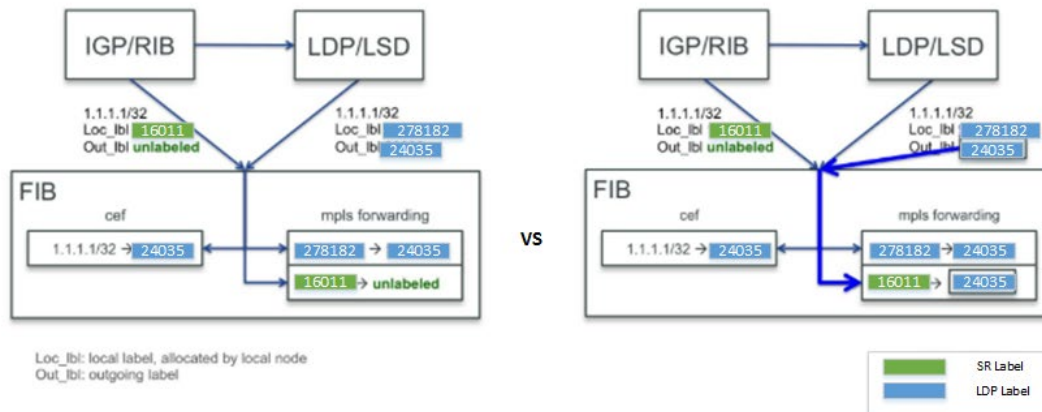 IGP/RIB
LDP/LSD
1.1.1.1/32
Loc_lbl 16011
Out_lbl unlabeled
1.1.1.1/32
Loc_lbl 278182
Out_lbl 24035
FIB
cef
1.1.1.1/32 → 24035
mpls forwarding
278182 → 24035
16011 → unlabeled
Loc_lbl: local label, allocated by local node
Out_lbl: outgoing label
VS
IGP/RIB
LDP/LSD
1.1.1.1/32
Loc_lbl 16011
Out_lbl unlabeled
1.1.1.1/32
Loc_lbl 278182
Out_lbl 24035
FIB
cef
1.1.1.1/32 → 24035
mpls forwarding
278182 → 24035
16011 → 24035
SR Label
LDP Label